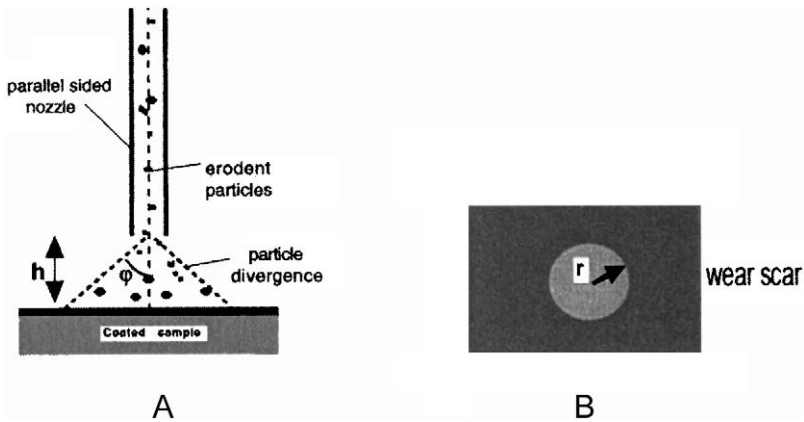 parallel sided
nozzle
erodent
particles
h
φ
particle
divergence
Coated sample
A
r
wear scar
B